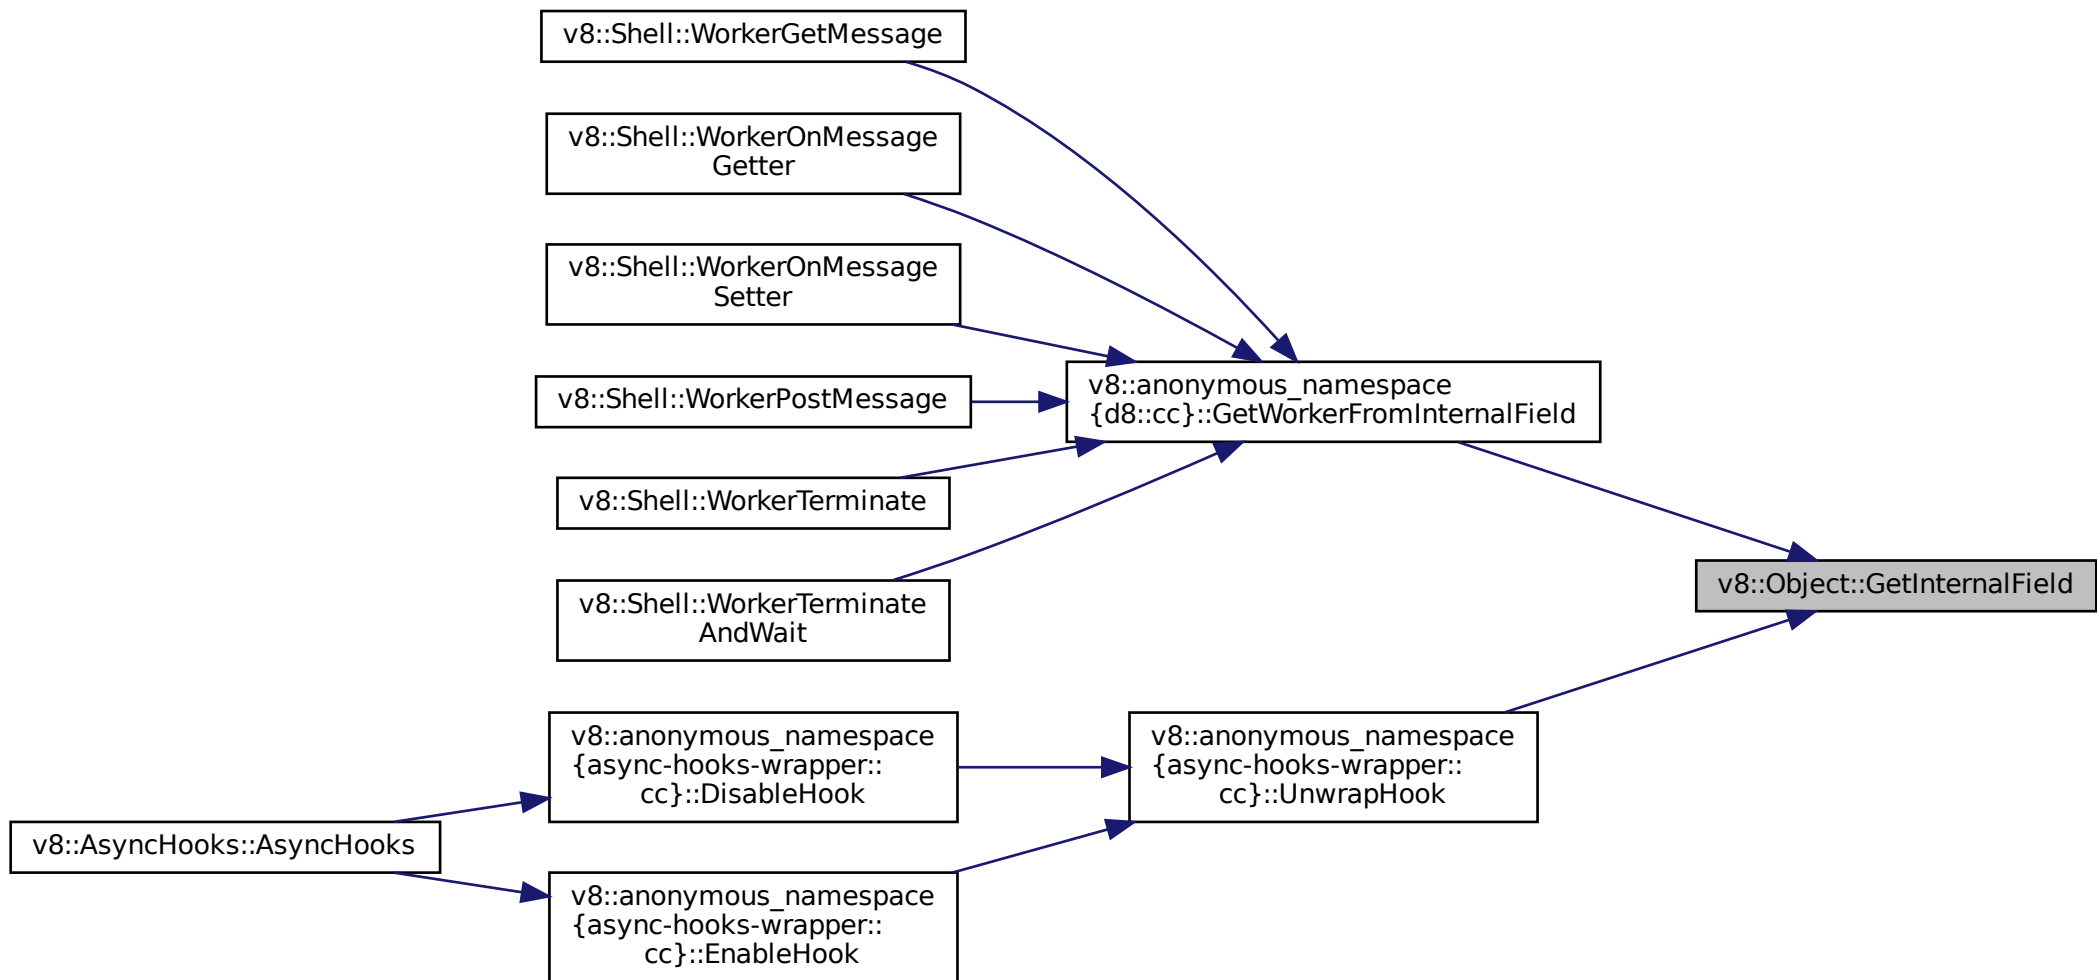 v8::Shell::WorkerGetMessage
v8::Shell::WorkerOnMessage
Getter
v8::Shell::WorkerOnMessage
Setter
v8::Shell::WorkerPostMessage
v8::Shell::WorkerTerminate
v8::Shell::WorkerTerminate
AndWait
v8::anonymous_namespace
{d8::cc}::GetWorkerFromInternalField
v8::Object::GetInternalField
v8::anonymous_namespace
{async-hooks-wrapper::
cc}::DisableHook
v8::anonymous_namespace
{async-hooks-wrapper::
cc}::UnwrapHook
v8::AsyncHooks::AsyncHooks
v8::anonymous_namespace
{async-hooks-wrapper::
cc}::EnableHook